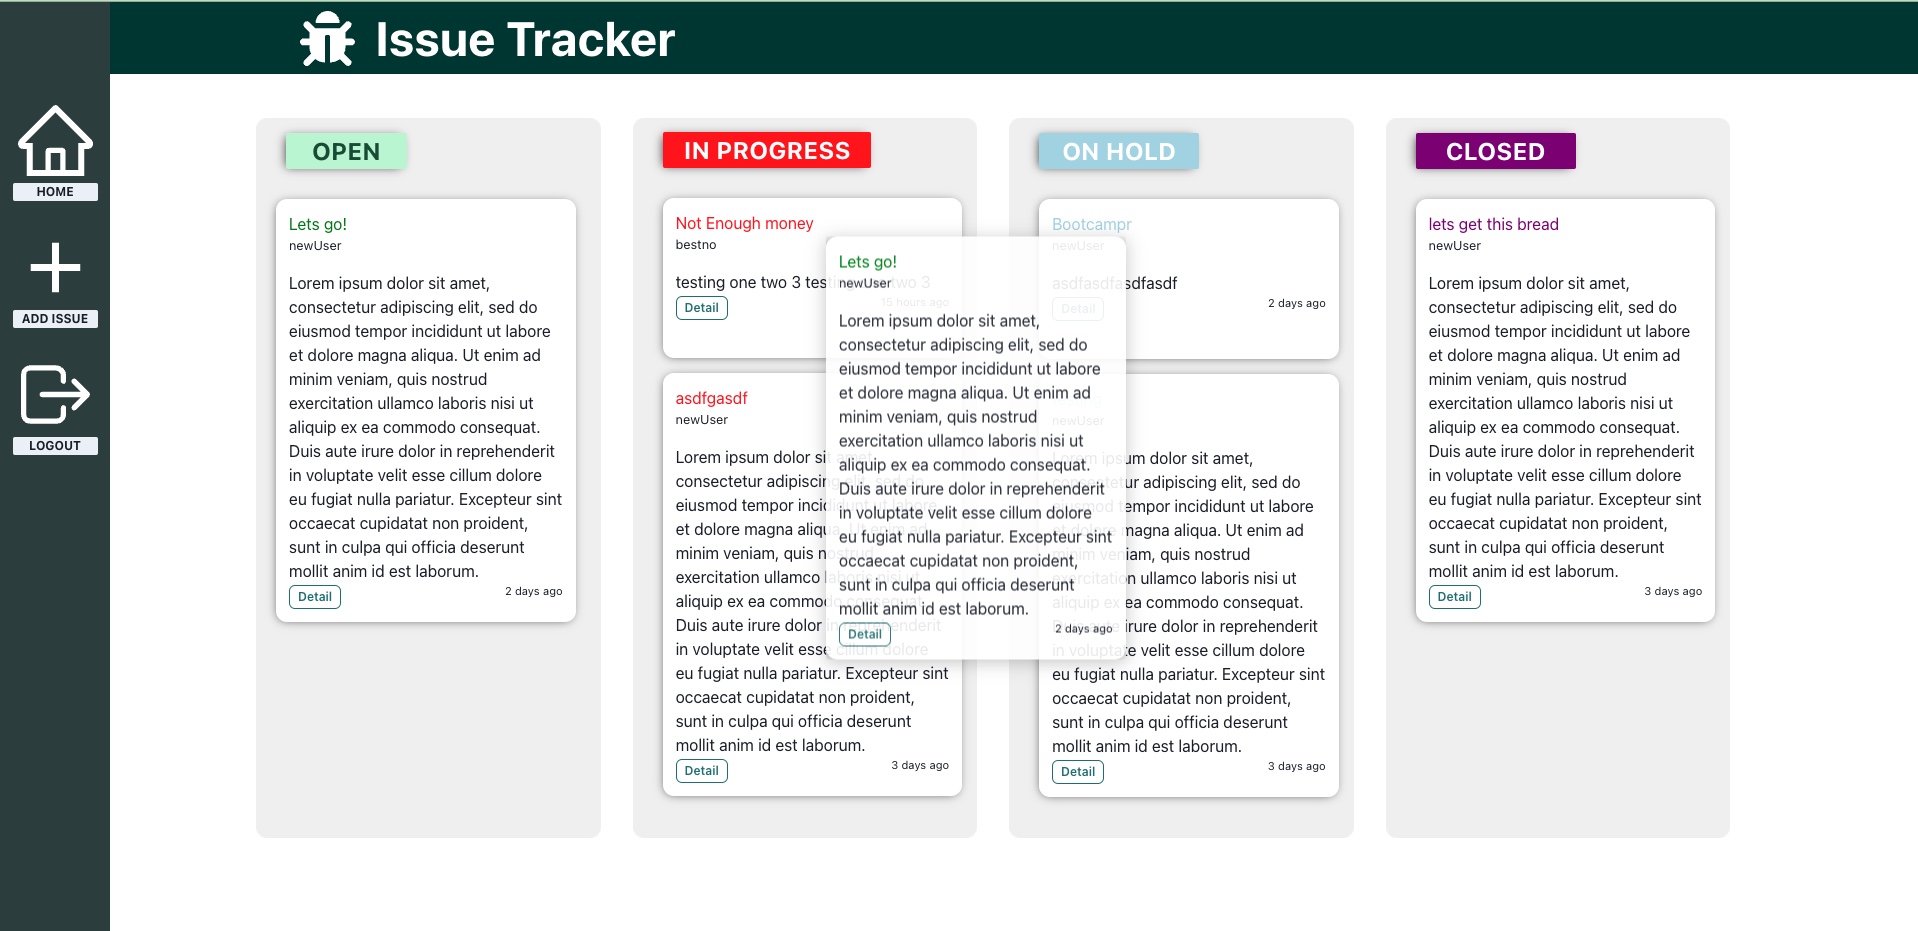 Issue Tracker
HOME
ADD ISSUE
LOGOUT
OPEN
Lets go!
newUser
Lorem ipsum dolor sit amet,
consectetur adipiscing elit, sed do
eiusmod tempor incididunt ut labore
et dolore magna aliqua. Ut enim ad
minim veniam, quis nostrud
exercitation ullamco laboris nisi ut
aliquip ex ea commodo consequat.
Duis aute irure dolor in reprehenderit
in voluptate velit esse cillum dolore
eu fugiat nulla pariatur. Excepteur sint
occaecat cupidatat non proident,
sunt in culpa qui officia deserunt
mollit anim id est laborum.
Detail
2 days ago
IN PROGRESS
Not Enough money
bestno
testing one two 3 testing one two 3
15 hours ago
Detail
asdfgasdf
newUser
Lorem ipsum dolor sit amet,
consectetur adipiscing elit, sed do
eiusmod tempor incididunt ut labore
et dolore magna aliqua. Ut enim ad
minim veniam, quis nostrud
exercitation ullamco laboris nisi ut
aliquip ex ea commodo consequat.
Duis aute irure dolor in reprehenderit
in voluptate velit esse cillum dolore
eu fugiat nulla pariatur. Excepteur sint
occaecat cupidatat non proident,
sunt in culpa qui officia deserunt
mollit anim id est laborum.
Detail
3 days ago
Lets go!
newUser
Lorem ipsum dolor sit amet,
consectetur adipiscing elit, sed do
eiusmod tempor incididunt ut labore
et dolore magna aliqua. Ut enim ad
minim veniam, quis nostrud
exercitation ullamco laboris nisi ut
aliquip ex ea commodo consequat.
Duis aute irure dolor in reprehenderit
in voluptate velit esse cillum dolore
eu fugiat nulla pariatur. Excepteur sint
occaecat cupidatat non proident,
sunt in culpa qui officia deserunt
mollit anim id est laborum.
Detail
2 days ago
ON HOLD
Bootcampr
newUser
asdfasdfasdfasdf
Detail
2 days ago
newUser
Lorem ipsum dolor sit amet,
consectetur adipiscing elit, sed do
eiusmod tempor incididunt ut labore
et dolore magna aliqua. Ut enim ad
minim veniam, quis nostrud
exercitation ullamco laboris nisi ut
aliquip ex ea commodo consequat.
Duis aute irure dolor in reprehenderit
in voluptate velit esse cillum dolore
eu fugiat nulla pariatur. Excepteur sint
occaecat cupidatat non proident,
sunt in culpa qui officia deserunt
mollit anim id est laborum.
Detail
3 days ago
CLOSED
lets get this bread
newUser
Lorem ipsum dolor sit amet,
consectetur adipiscing elit, sed do
eiusmod tempor incididunt ut labore
et dolore magna aliqua. Ut enim ad
minim veniam, quis nostrud
exercitation ullamco laboris nisi ut
aliquip ex ea commodo consequat.
Duis aute irure dolor in reprehenderit
in voluptate velit esse cillum dolore
eu fugiat nulla pariatur. Excepteur sint
occaecat cupidatat non proident,
sunt in culpa qui officia deserunt
mollit anim id est laborum.
Detail
3 days ago